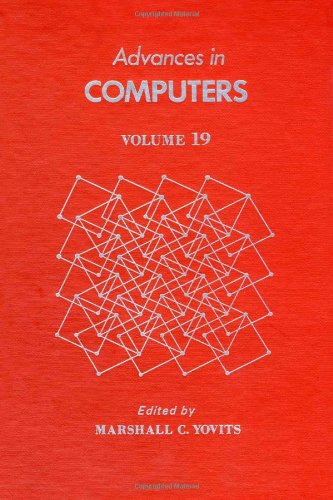 Advances in
COMPUTERS
VOLUME 19
Edited by
MARSHALL C. YOVITS